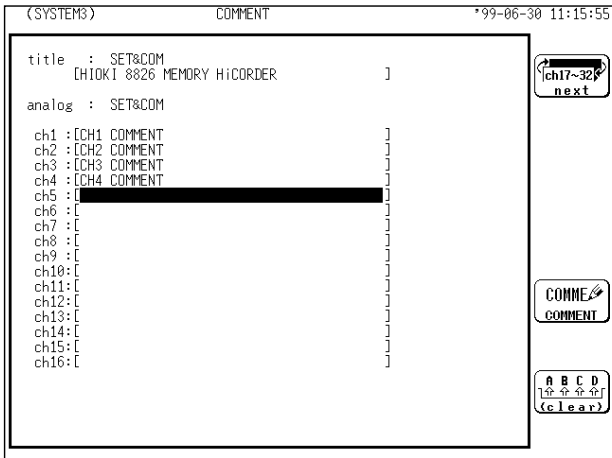 (SYSTEM3) COMMENT '99-06-30 11:15:55
title : SET&COM
[HIOKI 8826 MEMORY HiCORDER ]
analog : SET&COM
ch1 :[CH1 COMMENT ]
ch2 :[CH2 COMMENT ]
ch3 :[CH3 COMMENT ]
ch4 :[CH4 COMMENT ]
ch5 :[ ]
ch6 :[ ]
ch7 :[ ]
ch8 :[ ]
ch9 :[ ]
ch10:[ ]
ch11:[ ]
ch12:[ ]
ch13:[ ]
ch14:[ ]
ch15:[ ]
ch16:[ ]
ch17~32
next
COMME
COMMENT
A B C D
(clear)